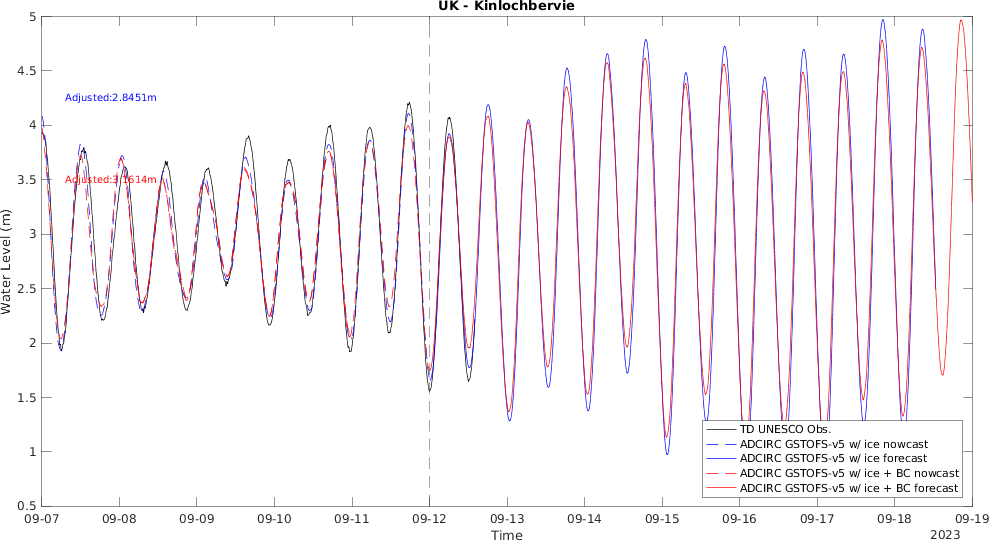 UK - Kinlochbervie
5
4.5
4
3.5
3
2.5
2
1.5
1
0.5
Water Level (m)
Adjusted:2.8451m
Adjusted:3.1614m
TD UNESCO Obs.
ADCIRC GSTOFS-v5 w/ ice nowcast
ADCIRC GSTOFS-v5 w/ ice forecast
ADCIRC GSTOFS-v5 w/ ice + BC nowcast
ADCIRC GSTOFS-v5 w/ ice + BC forecast
09-07 09-08 09-09 09-10 09-11 09-12 09-13 09-14 09-15 09-16 09-17 09-18 09-19
Time
2023